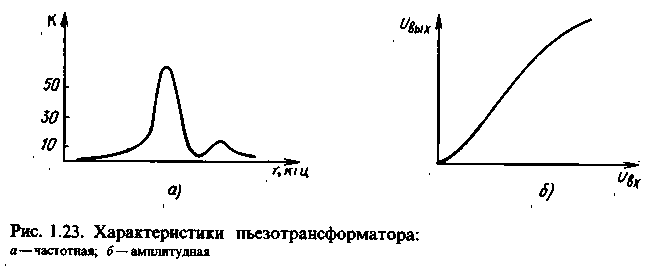 К
50
30
10
f, кГц
а)
Uвых
Uвх
б)
Рис. 1.23. Характеристики пьезотрансформатора:
а — частотная; б — амплитудная